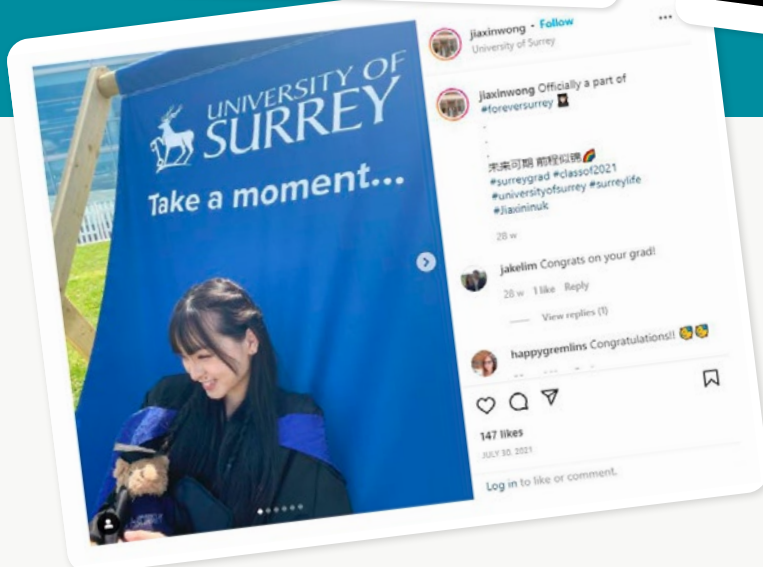 UNIVERSITY OF
SURREY
Take a moment...
jiaxinwong • Follow
University of Surrey
jiaxinwong Officially a part of
#foreversurrey
.
.
.
未来可期 前程似锦
#surreygrad #classof2021
#universityofsurrey #surreylife
#Jiaxininuk
28 w
jakelim Congrats on your grad!
28 w 1 like Reply
View replies (1)
happygremlins Congratulations!!
147 likes
JULY 30, 2021
Log in to like or comment.